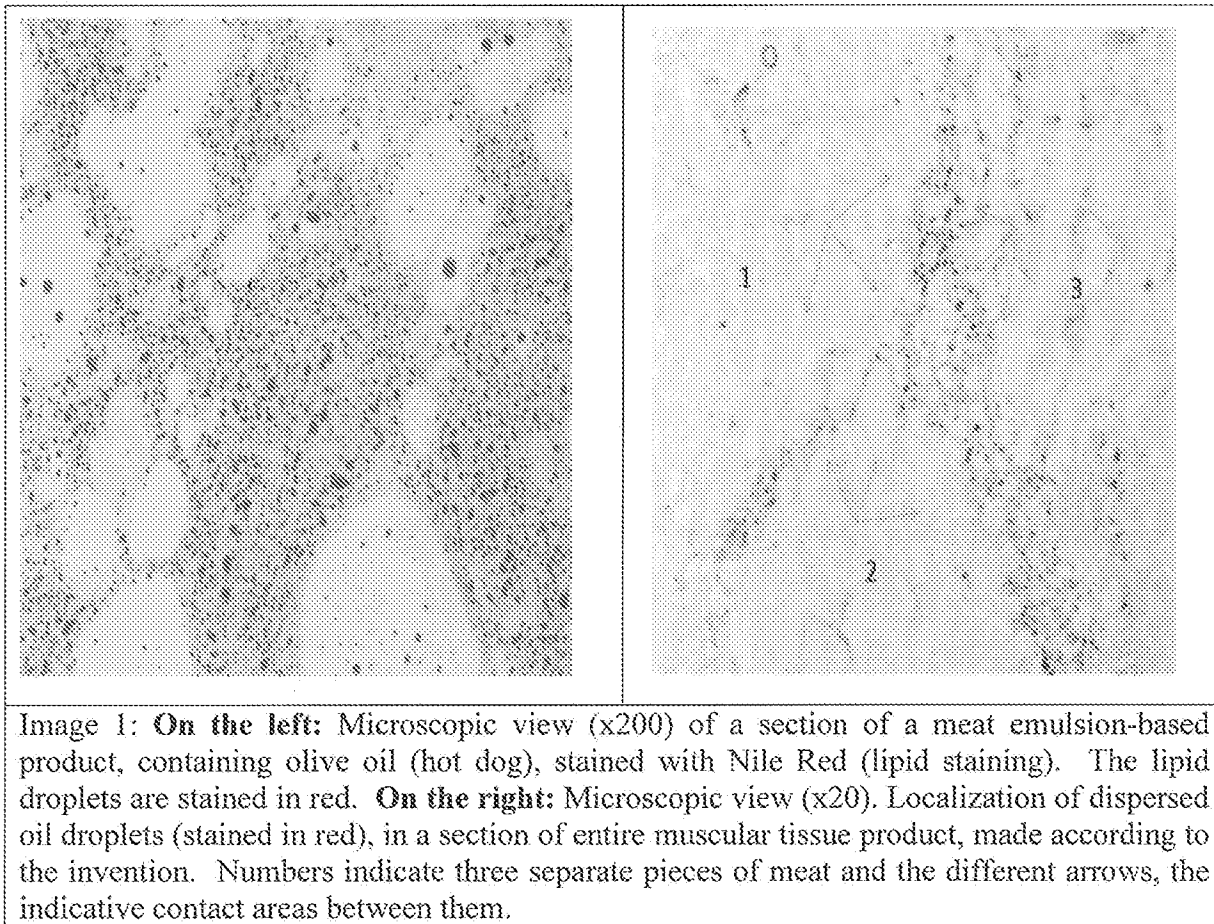 1
3
2
Image 1: On the left: Microscopic view (x200) of a section of a meat emulsion-based
product, containing olive oil (hot dog), stained with Nile Red (lipid staining). The lipid
droplets are stained in red. On the right: Microscopic view (x20). Localization of dispersed
oil droplets (stained in red), in a section of entire muscular tissue product, made according to
the invention. Numbers indicate three separate pieces of meat and the different arrows, the
indicative contact areas between them.